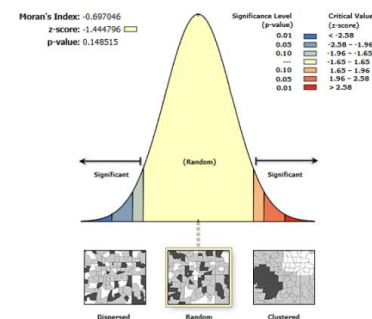 Moran's Index: -0.697046
z-score: -1.444796
p-value: 0.148515
Significance Level
(p-value)
Critical Value
(z-score)
0.01 < -2.58
0.05 -2.58 - -1.96
0.10 -1.96 - -1.65
--- -1.65 - 1.65
0.10 1.65 - 1.96
0.05 1.96 - 2.58
0.01 > 2.58
(Random)
Significant Significant
Dispersed Random Clustered